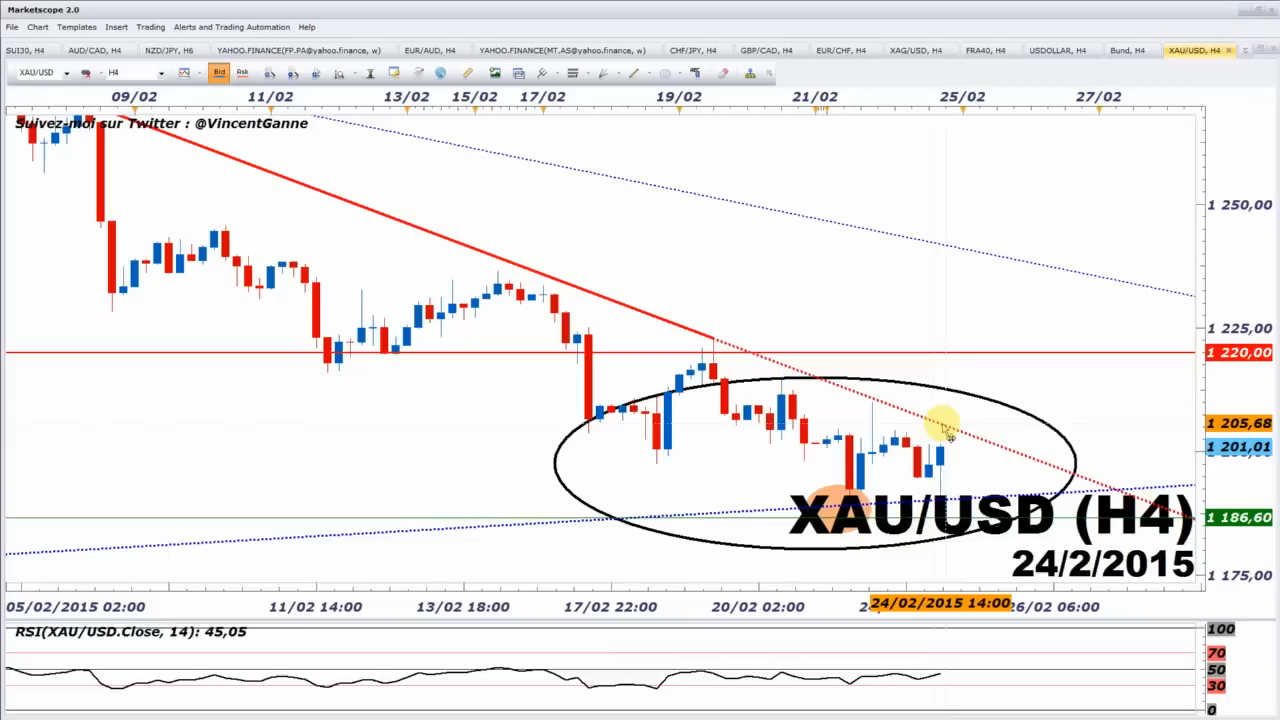 Marketscope 2.0
File Chart Templates Insert Trading Alerts and Trading Automation Help
SUI30, H4 AUD/CAD, H4 NZD/JPY, H6 YAHOO.FINANCE(FP.PA@yahoo.finance, w) EUR/AUD, H4 YAHOO.FINANCE(MT.AS@yahoo.finance, w) CHF/JPY, H4 GBP/CAD, H4 EUR/CHF, H4 XAG/USD, H4 FRA40, H4 USDOLLAR, H4 Bund, H4 XAU/USD, H4
XAU/USD H4 Bid Rsk
09/02 11/02 13/02 15/02 17/02 19/02 21/02 25/02 27/02
Suivez-moi sur Twitter : @VincentGanne
1 250,00
1 225,00
1 220,00
1 205,68
1 201,01
1 186,60
XAU/USD (H4)
24/2/2015
1 175,00
05/02/2015 02:00 11/02 14:00 13/02 18:00 17/02 22:00 20/02 02:00 24/02/2015 14:00 26/02 06:00
RSI(XAU/USD.Close, 14): 45,05
100
70
50
30
0